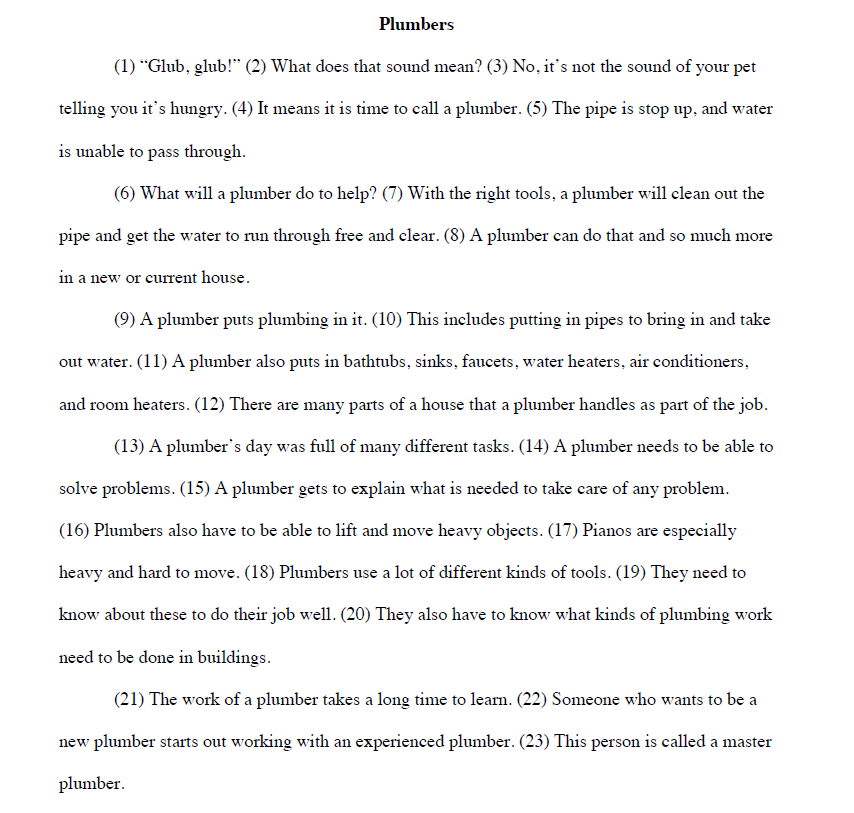 Plumbers
(1) “Glub, glub!” (2) What does that sound mean? (3) No, it’s not the sound of your pet
telling you it’s hungry. (4) It means it is time to call a plumber. (5) The pipe is stop up, and water
is unable to pass through.
(6) What will a plumber do to help? (7) With the right tools, a plumber will clean out the
pipe and get the water to run through free and clear. (8) A plumber can do that and so much more
in a new or current house.
(9) A plumber puts plumbing in it. (10) This includes putting in pipes to bring in and take
out water. (11) A plumber also puts in bathtubs, sinks, faucets, water heaters, air conditioners,
and room heaters. (12) There are many parts of a house that a plumber handles as part of the job.
(13) A plumber’s day was full of many different tasks. (14) A plumber needs to be able to
solve problems. (15) A plumber gets to explain what is needed to take care of any problem.
(16) Plumbers also have to be able to lift and move heavy objects. (17) Pianos are especially
heavy and hard to move. (18) Plumbers use a lot of different kinds of tools. (19) They need to
know about these to do their job well. (20) They also have to know what kinds of plumbing work
need to be done in buildings.
(21) The work of a plumber takes a long time to learn. (22) Someone who wants to be a
new plumber starts out working with an experienced plumber. (23) This person is called a master
plumber.